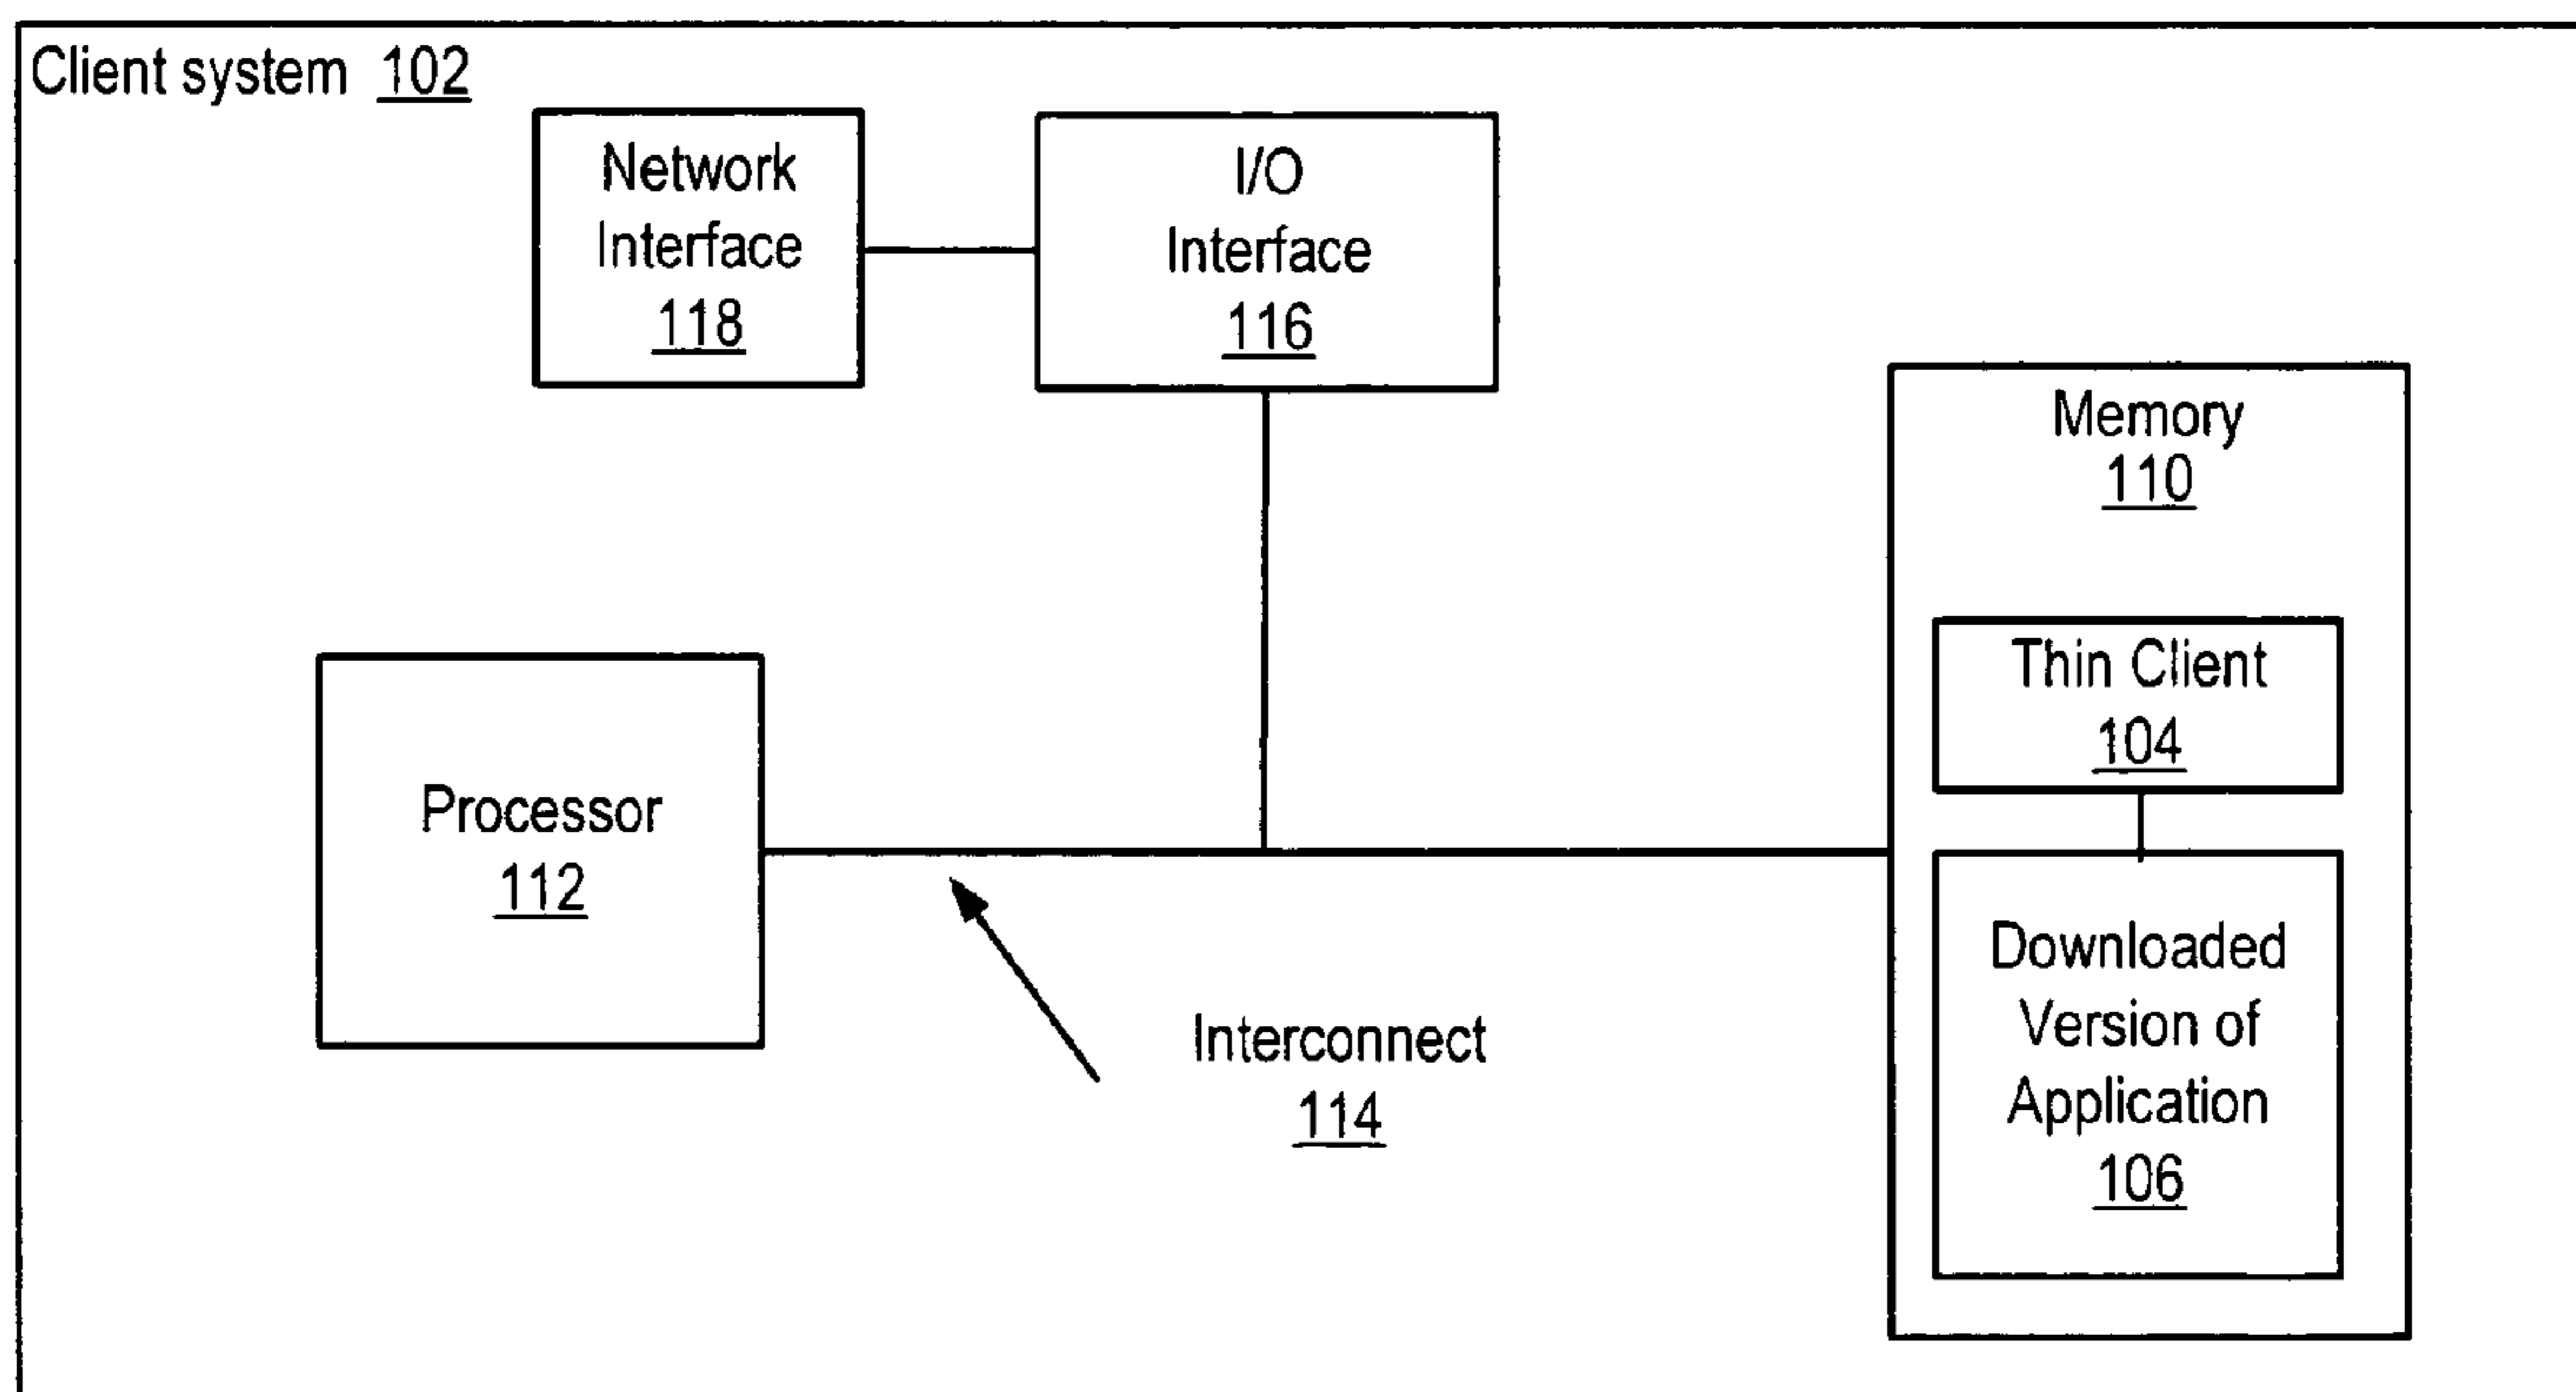 Client system 102
Network
Interface
118
I/O
Interface
116
Memory
110
Thin Client
104
Processor
112
Downloaded
Version of
Application
106
Interconnect
114